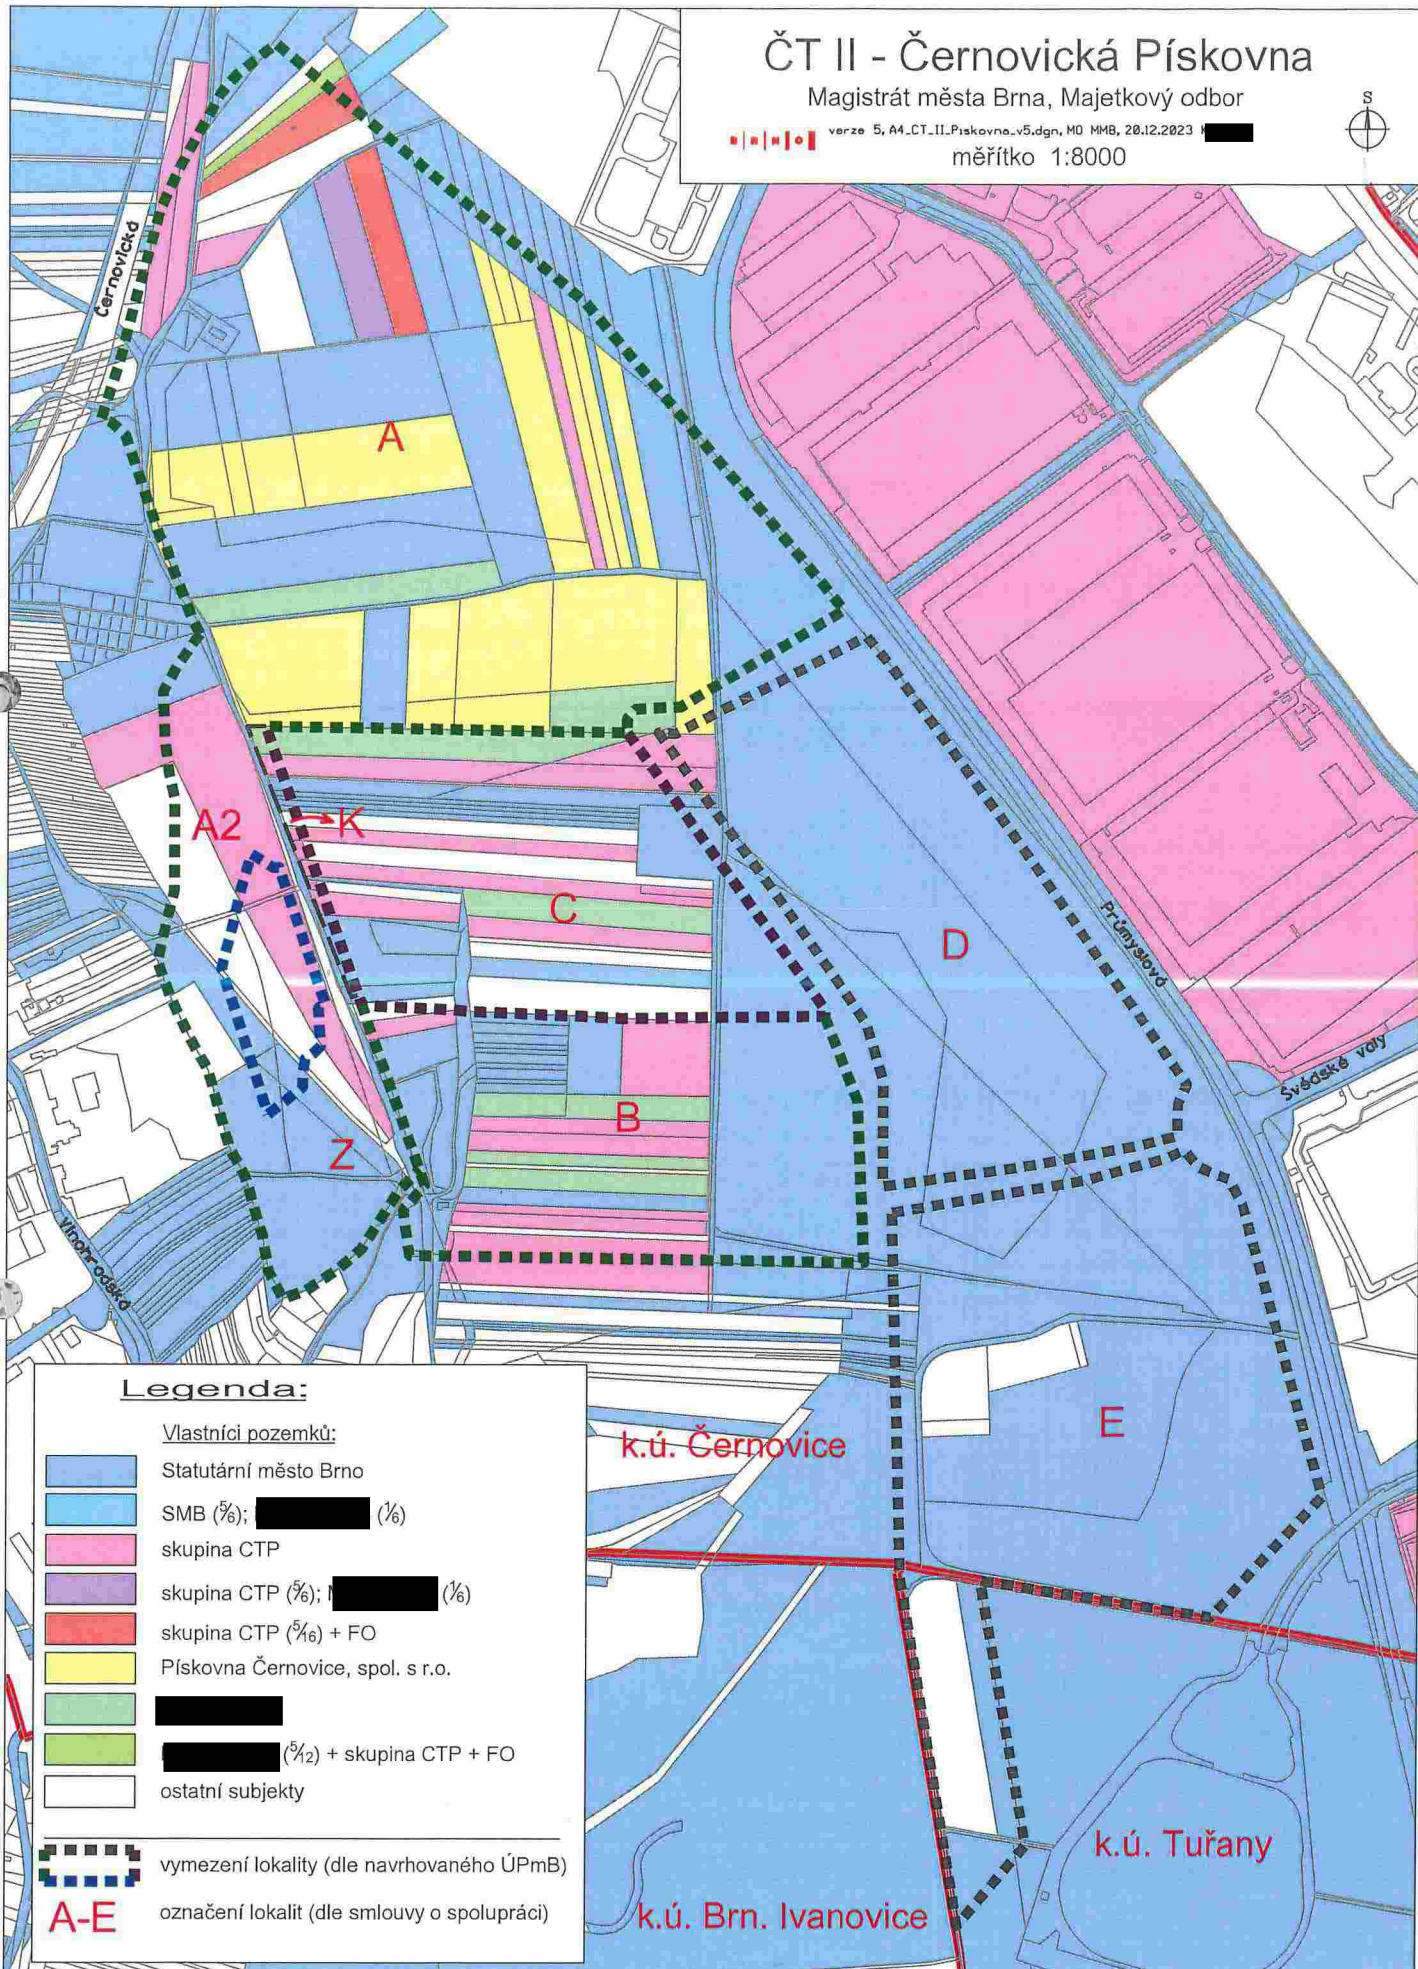 ČT II - Černovická Pískovna
Magistrát města Brna, Majetkový odbor
B R N O
verze 5, A4_CT_II_Piskovna_v5.dgn, MO MMB, 20.12.2023
měřítko 1:8000
S
Černovická
A
A2
K
C
D
Průmyslová
Švédské valy
B
Z
Vinohradská
E
k.ú. Černovice
k.ú. Tuřany
k.ú. Brn. Ivanovice
Legenda:
Vlastníci pozemků:
Statutární město Brno
SMB (5/6); (1/6)
skupina CTP
skupina CTP (5/6); (1/6)
skupina CTP (5/16) + FO
Pískovna Černovice, spol. s r.o.
(5/12) + skupina CTP + FO
ostatní subjekty
vymezení lokality (dle navrhovaného ÚPmB)
A-E označení lokalit (dle smlouvy o spolupráci)